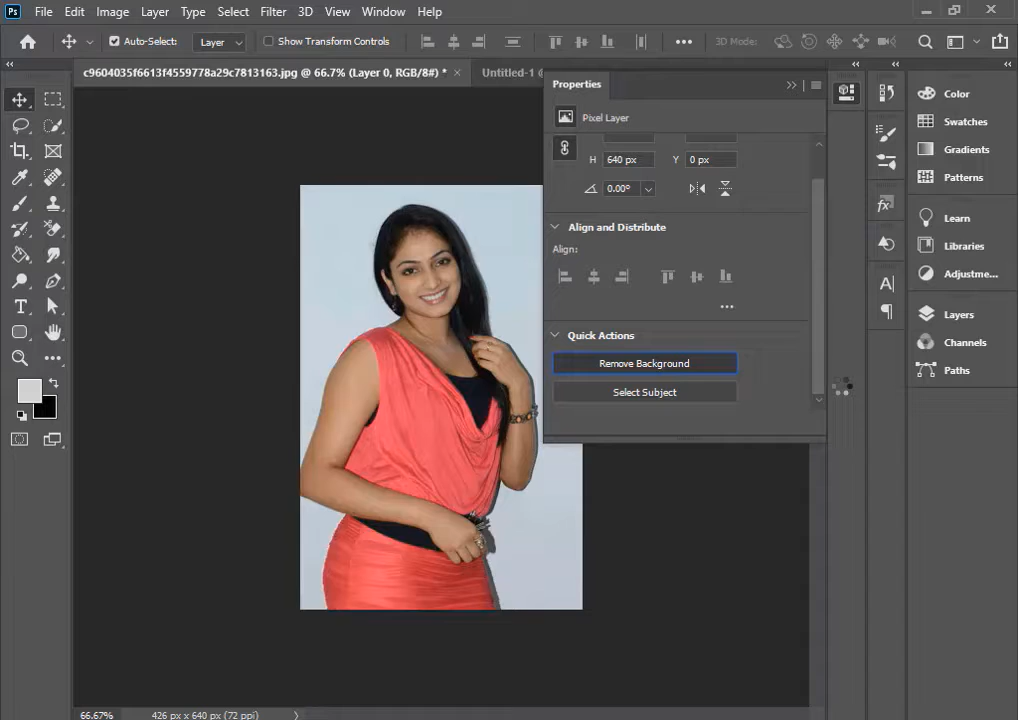 Ps File Edit Image Layer Type Select Filter 3D View Window Help
Auto-Select: Layer Show Transform Controls ••• 3D Mode:
c9604035f6613f4559778a29c7813163.jpg @ 66.7% (Layer 0, RGB/8#) * × Untitled-1 @
Properties
Pixel Layer
H 640 px Y 0 px
0.00°
Align and Distribute
Align:
•••
Quick Actions
Remove Background
Select Subject
Color
Swatches
Gradients
Patterns
Learn
Libraries
Adjustme...
Layers
Channels
Paths
66.67% 426 px x 640 px (72 ppi)